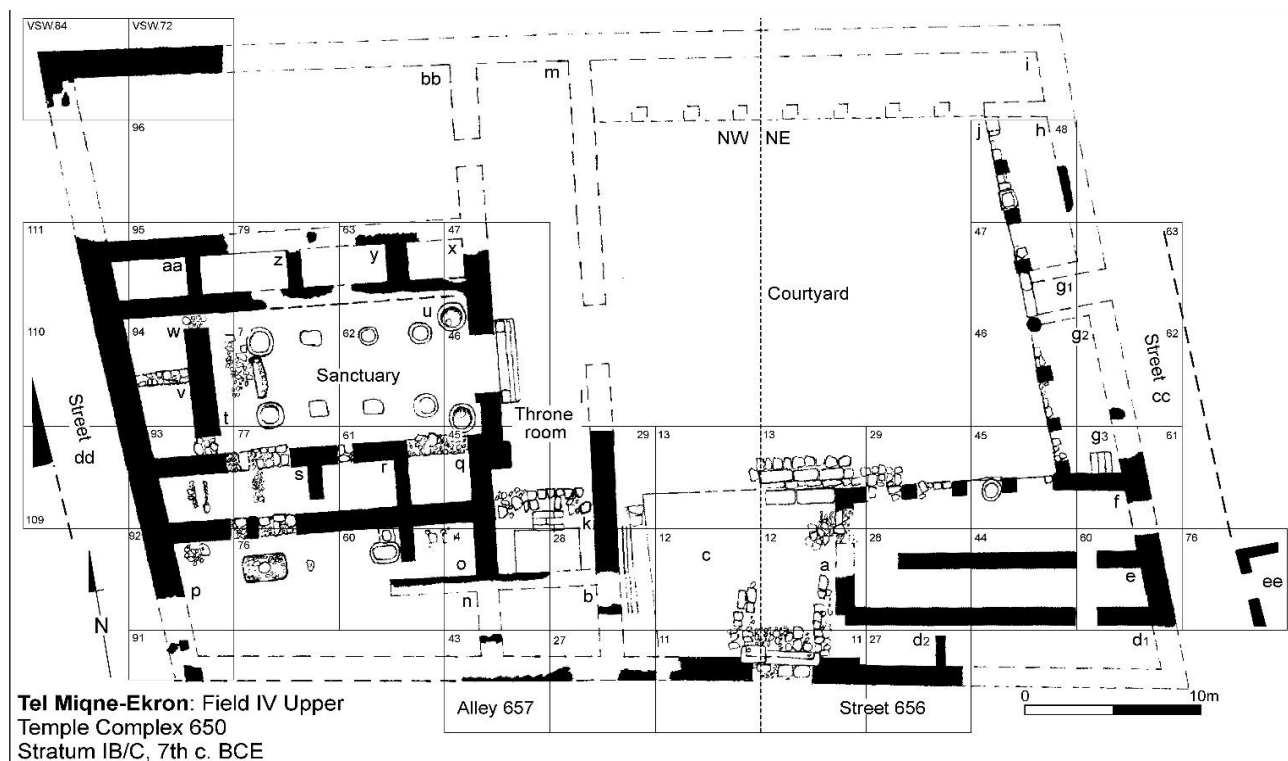 VSW.84 VSW.72
bb m i
96 NW NE j h 48
111 95 79 63 47 47 63
aa z y x
g1
Courtyard
u
110 94 w 7 62 46 46 g2 62
Sanctuary
Street cc
v l
t Throne room
Street dd
93 77 61 45 29 13 13 29 45 g3 61
s r q
k f
109 92 76 60 4 28 12 12 28 44 60 76
c a
p o e ee
n b
N
91 43 27 11 11 27 d2 d1
0 10m
Alley 657 Street 656
Tel Miqne-Ekron: Field IV Upper
Temple Complex 650
Stratum IB/C, 7th c. BCE